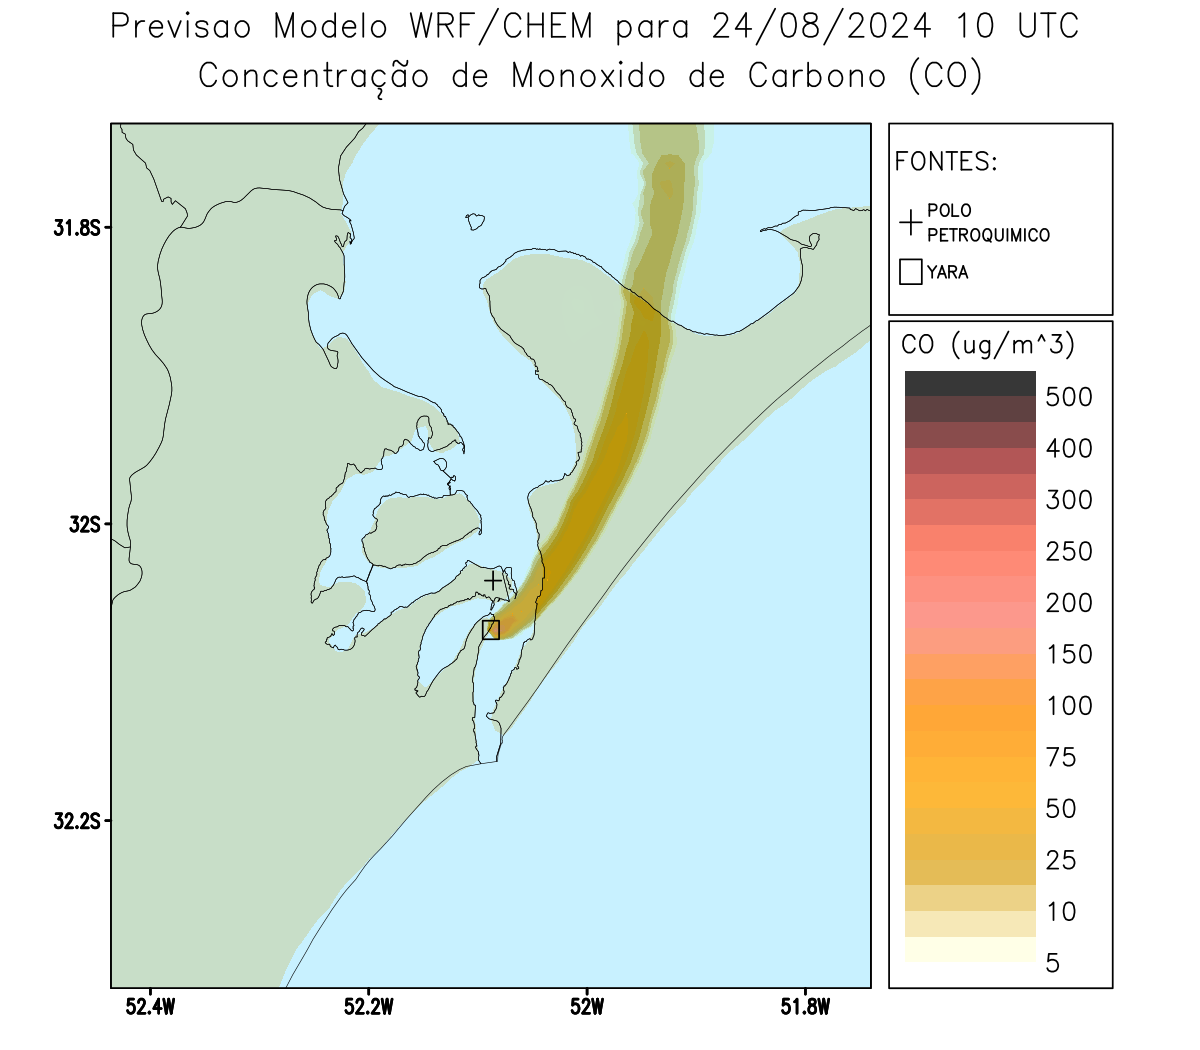 Previsao Modelo WRF/CHEM para 24/08/2024 10 UTC
Concentração de Monoxido de Carbono (CO)
FONTES:
POLO
PETROQUIMICO
YARA
CO (ug/m^3)
500
400
300
250
200
150
100
75
50
25
10
5
31.8S
32S
32.2S
52.4W
52.2W
52W
51.8W